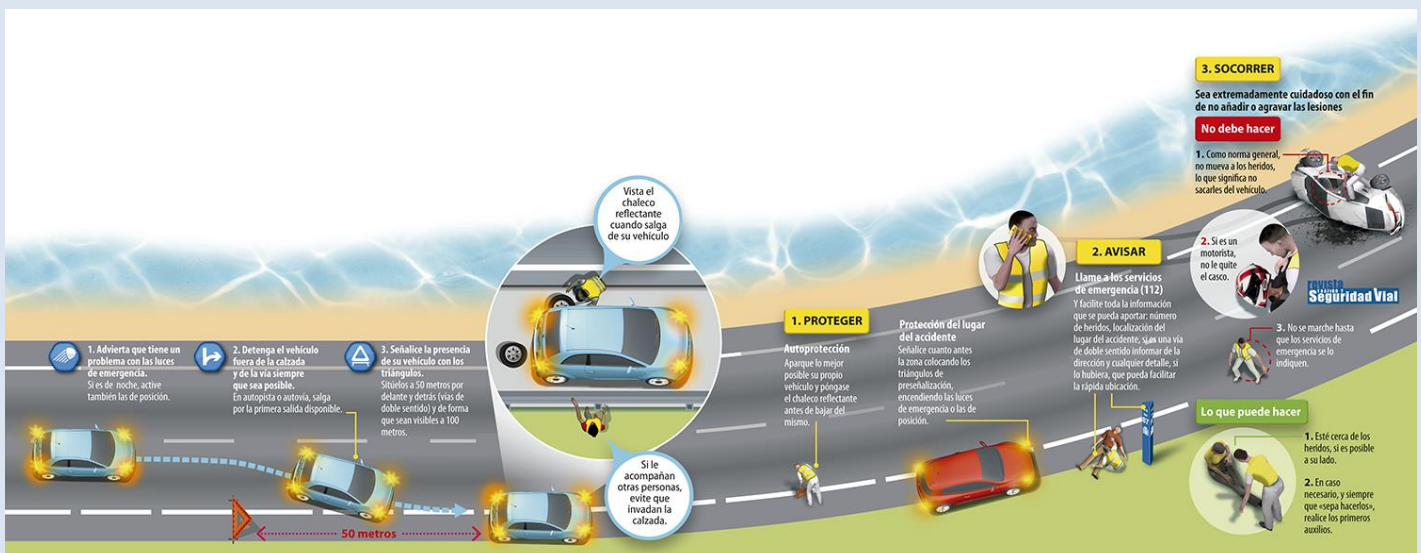 1. Advierta que tiene un
problema con las luces
de emergencia.
Si es de noche, active
también las de posición.
2. Detenga el vehículo
fuera de la calzada
y de la vía siempre
que sea posible.
En autopista o autovía, salga
por la primera salida disponible.
3. Señalice la presencia
de su vehículo con los
triángulos.
Sitúelos a 50 metros por
delante y detrás (vías de
doble sentido) y de forma
que sean visibles a 100
metros.
50 metros
Vista el
chaleco
reflectante
cuando salga
de su vehículo
Si le
acompañan
otras personas,
evite que
invadan la
calzada.
1. PROTEGER
Autoprotección
Aparque lo mejor
posible su propio
vehículo y póngase
el chaleco reflectante
antes de bajar del
mismo.
Protección del lugar
del accidente
Señalice cuanto antes
la zona colocando los
triángulos de
preseñalización,
encendiendo las luces
de emergencia o las de
posición.
2. AVISAR
Llame a los servicios
de emergencia (112)
Y facilite toda la información
que se pueda aportar: número
de heridos, localización del
lugar del accidente, si es una vía
de doble sentido informar de la
dirección y cualquier detalle, si
lo hubiera, que pueda facilitar
la rápida ubicación.
3. SOCORRER
Sea extremadamente cuidadoso con el fin
de no añadir o agravar las lesiones
No debe hacer
1. Como norma general,
no mueva a los heridos,
lo que significa no
sacarles del vehículo.
2. Si es un
motorista,
no le quite
el casco.
revista
Seguridad Vial
3. No se marche hasta
que los servicios de
emergencia se lo
indiquen.
Lo que puede hacer
1. Esté cerca de los
heridos, si es posible
a su lado.
2. En caso
necesario, y siempre
que «sepa hacerlos»,
realice los primeros
auxilios.